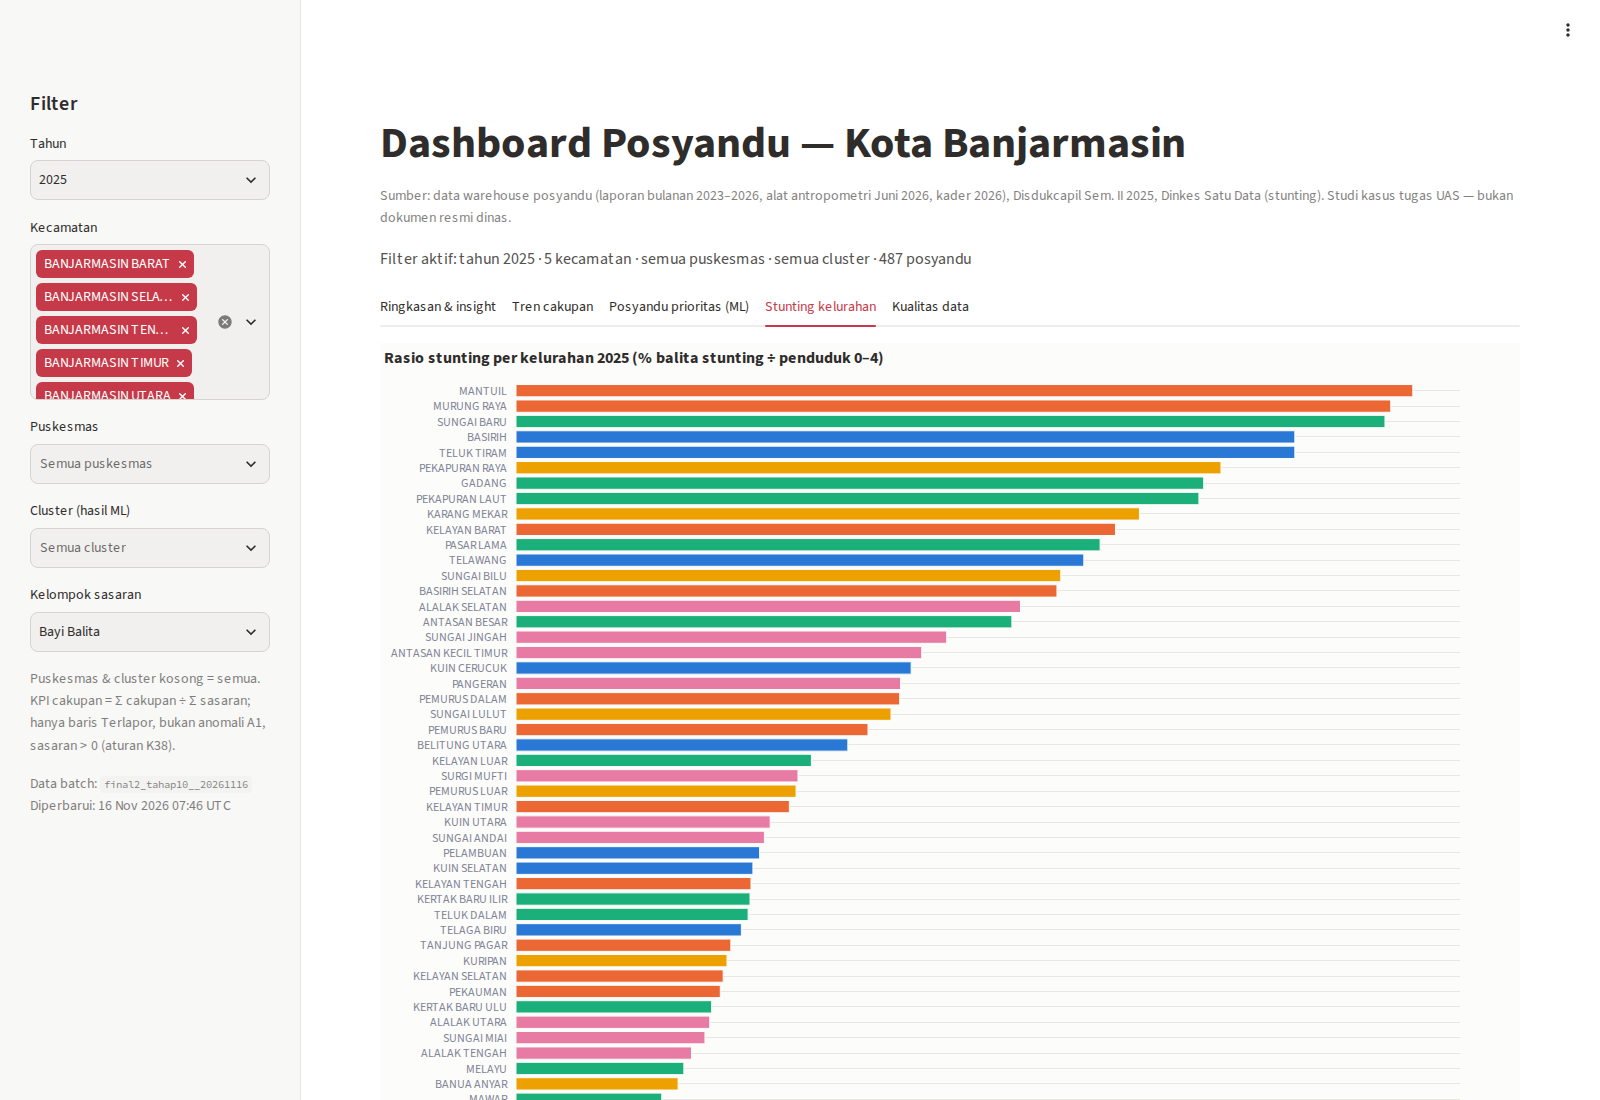 Filter
Tahun
2025
Kecamatan
BANJARMASIN BARAT
BANJARMASIN SELA...
BANJARMASIN TEN...
BANJARMASIN TIMUR
BANJARMASIN UTARA
Puskesmas
Semua puskesmas
Cluster (hasil ML)
Semua cluster
Kelompok sasaran
Bayi Balita
Puskesmas & cluster kosong = semua.
KPI cakupan = Σ cakupan ÷ Σ sasaran;
hanya baris Terlapor, bukan anomali A1,
sasaran > 0 (aturan K38).
Data batch: final2_tahap10__20261116
Diperbarui: 16 Nov 2026 07:46 UTC
Dashboard Posyandu — Kota Banjarmasin
Sumber: data warehouse posyandu (laporan bulanan 2023–2026, alat antropometri Juni 2026, kader 2026), Disdukcapil Sem. II 2025, Dinkes Satu Data (stunting). Studi kasus tugas UAS — bukan
dokumen resmi dinas.
Filter aktif: tahun 2025 · 5 kecamatan · semua puskesmas · semua cluster · 487 posyandu
Ringkasan & insight Tren cakupan Posyandu prioritas (ML) Stunting kelurahan Kualitas data
Rasio stunting per kelurahan 2025 (% balita stunting ÷ penduduk 0–4)
MANTUIL
MURUNG RAYA
SUNGAI BARU
BASIRIH
TELUK TIRAM
PEKAPURAN RAYA
GADANG
PEKAPURAN LAUT
KARANG MEKAR
KELAYAN BARAT
PASAR LAMA
TELAWANG
SUNGAI BILU
BASIRIH SELATAN
ALALAK SELATAN
ANTASAN BESAR
SUNGAI JINGAH
ANTASAN KECIL TIMUR
KUIN CERUCUK
PANGERAN
PEMURUS DALAM
SUNGAI LULUT
PEMURUS BARU
BELITUNG UTARA
KELAYAN LUAR
SURGI MUFTI
PEMURUS LUAR
KELAYAN TIMUR
KUIN UTARA
SUNGAI ANDAI
PELAMBUAN
KUIN SELATAN
KELAYAN TENGAH
KERTAK BARU ILIR
TELUK DALAM
TELAGA BIRU
TANJUNG PAGAR
KURIPAN
KELAYAN SELATAN
PEKAUMAN
KERTAK BARU ULU
ALALAK UTARA
SUNGAI MIAI
ALALAK TENGAH
MELAYU
BANUA ANYAR
MAWAR